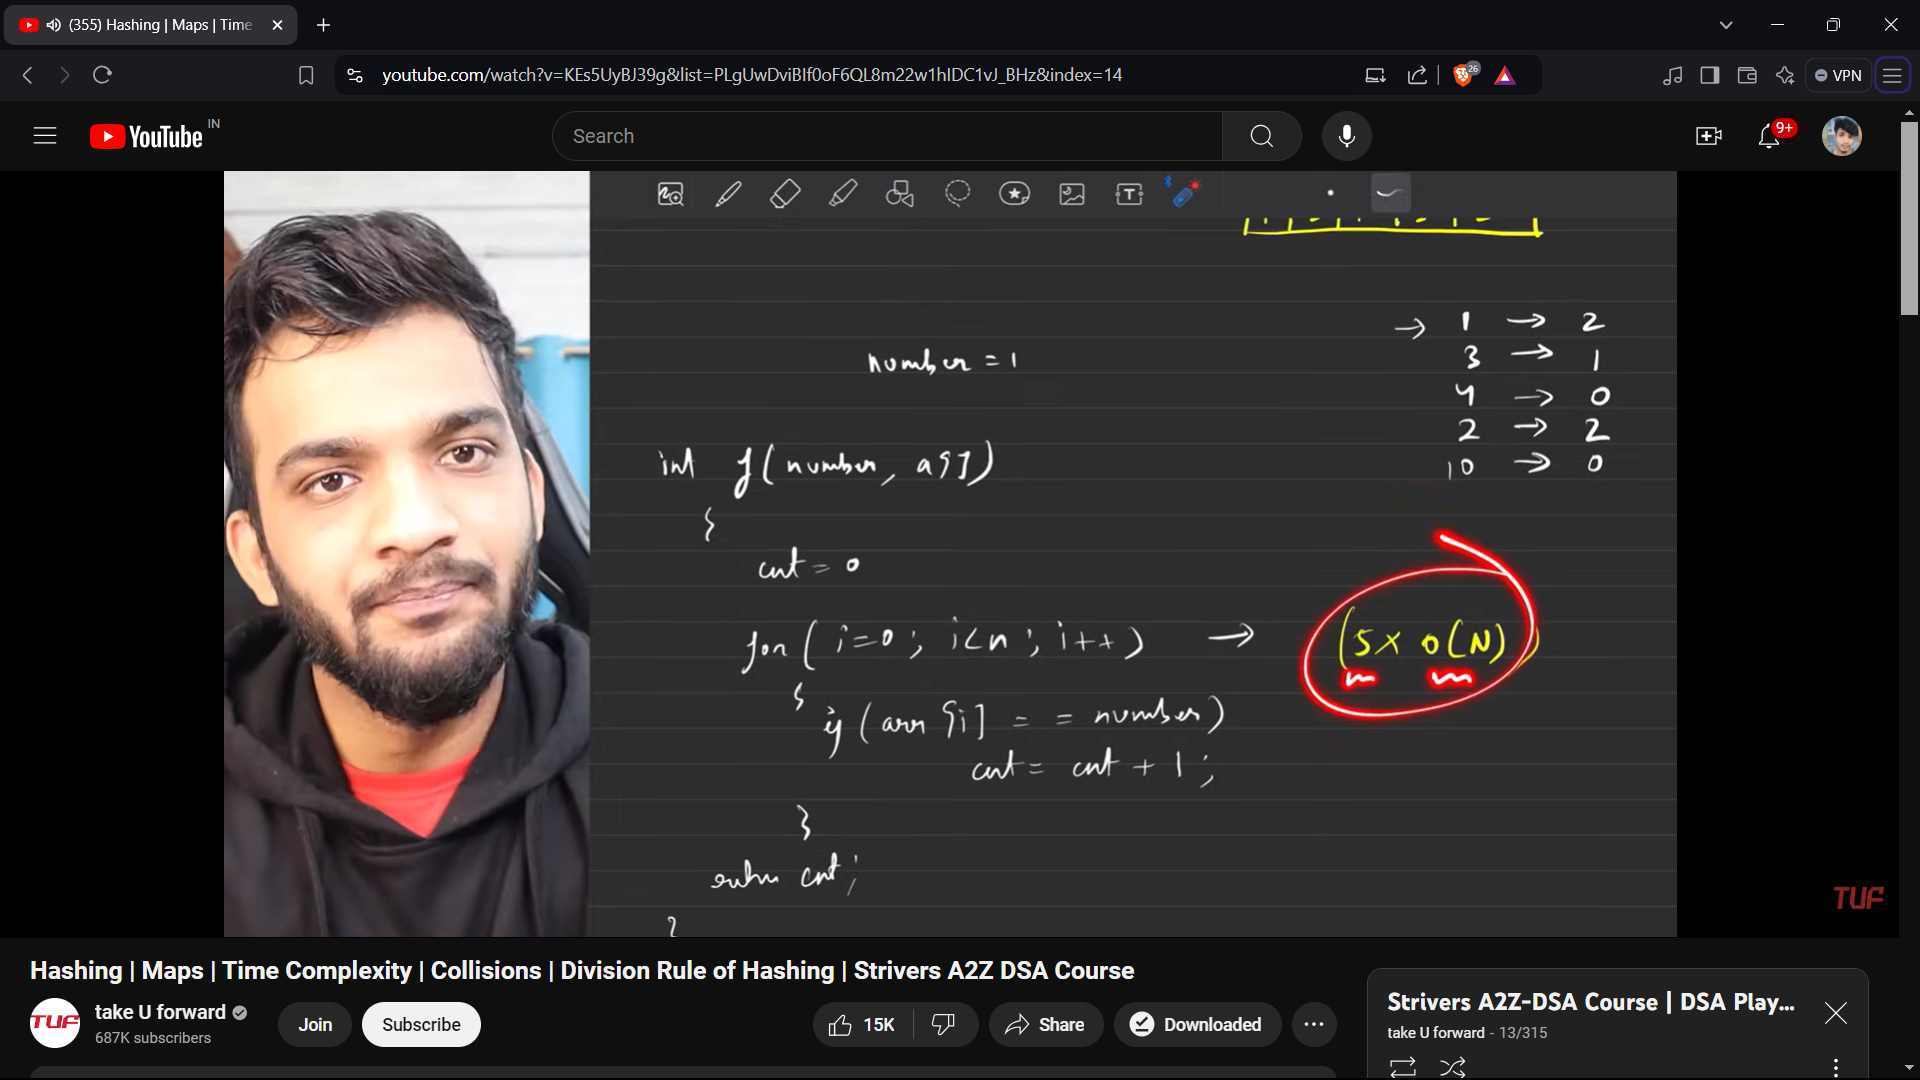 (355) Hashing | Maps | Time
youtube.com/watch?v=KEs5UyBJ39g&list=PLgUwDviBIf0oF6QL8m22w1hIDC1vJ_BHz&index=14
26
VPN
YouTube IN
Search
9+
number = 1
1 → 2
3 → 1
4 → 0
2 → 2
10 → 0
int f(number, a[])
{
cnt = 0
for( i=0; i<n; i++) → (5 x O(N))
{
if (arr[i] == number)
cnt = cnt + 1;
}
return cnt;
}
TUF
Hashing | Maps | Time Complexity | Collisions | Division Rule of Hashing | Strivers A2Z DSA Course
TUF
take U forward
687K subscribers
Join
Subscribe
15K
Share
Downloaded
Strivers A2Z-DSA Course | DSA Play...
take U forward - 13/315